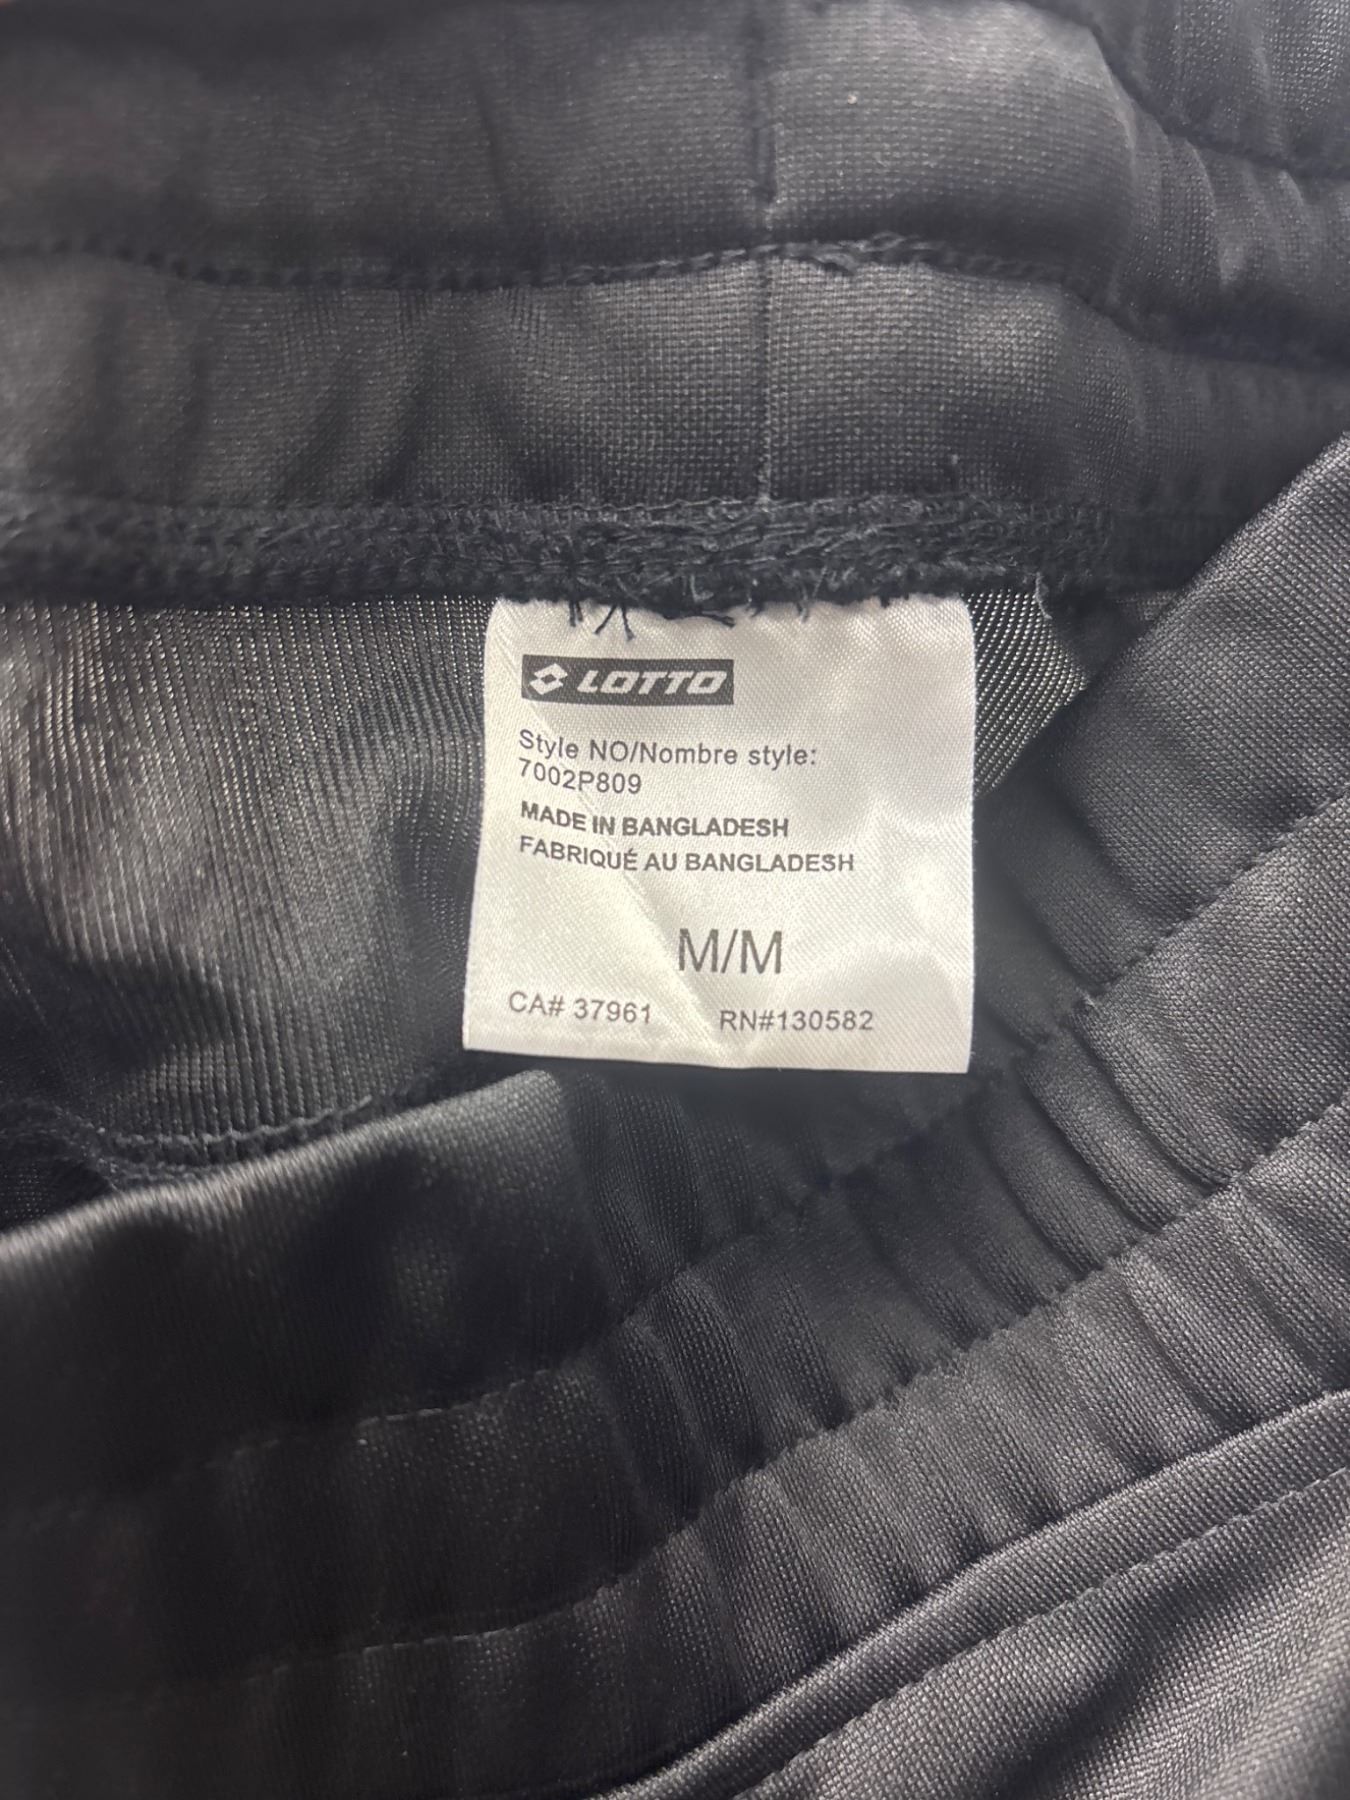 LOTTO
Style NO/Nombre style:
7002P809
MADE IN BANGLADESH
FABRIQUÉ AU BANGLADESH
M/M
CA# 37961 RN#130582